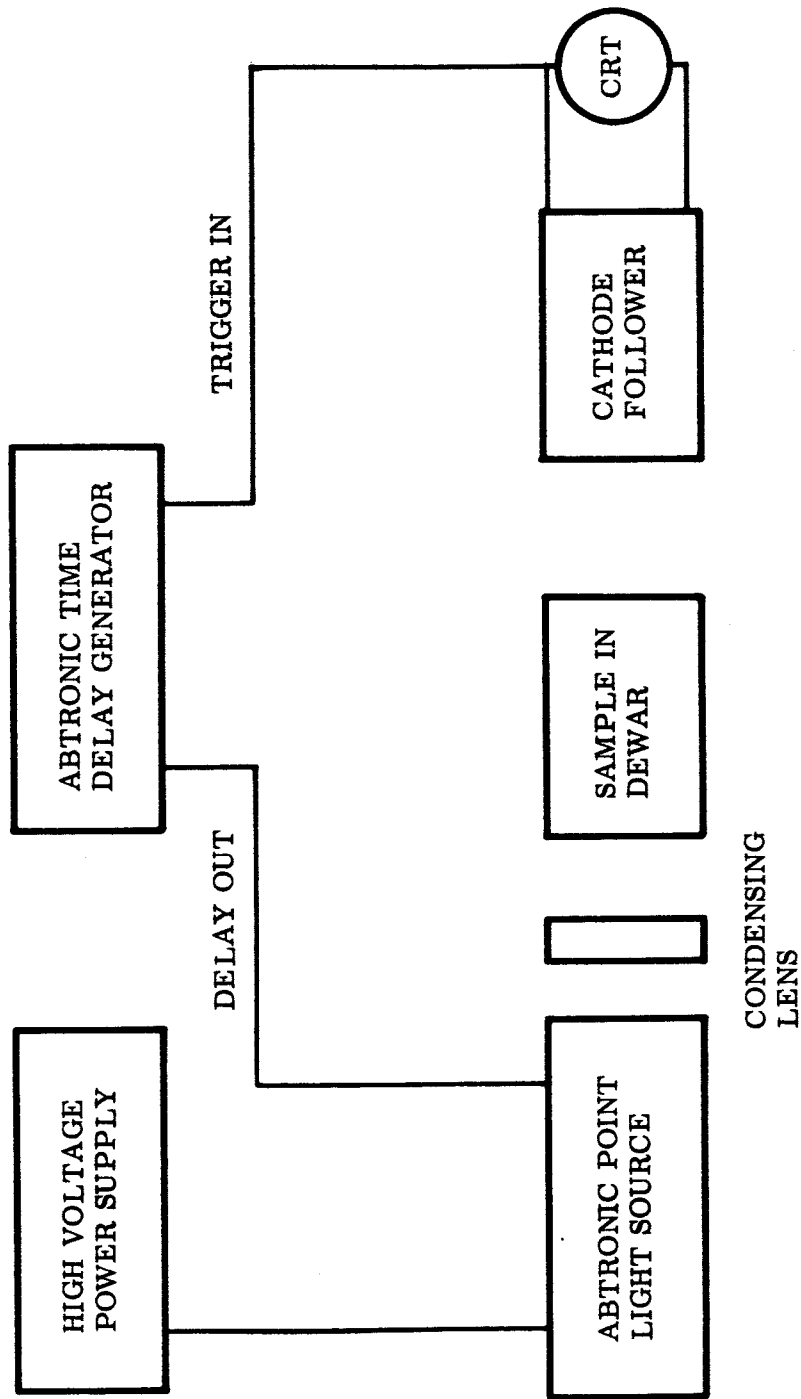 HIGH VOLTAGE
POWER SUPPLY
ABTRONIC TIME
DELAY GENERATOR
DELAY OUT
TRIGGER IN
ABTRONIC POINT
LIGHT SOURCE
CONDENSING
LENS
SAMPLE IN
DEWAR
CATHODE
FOLLOWER
CRT